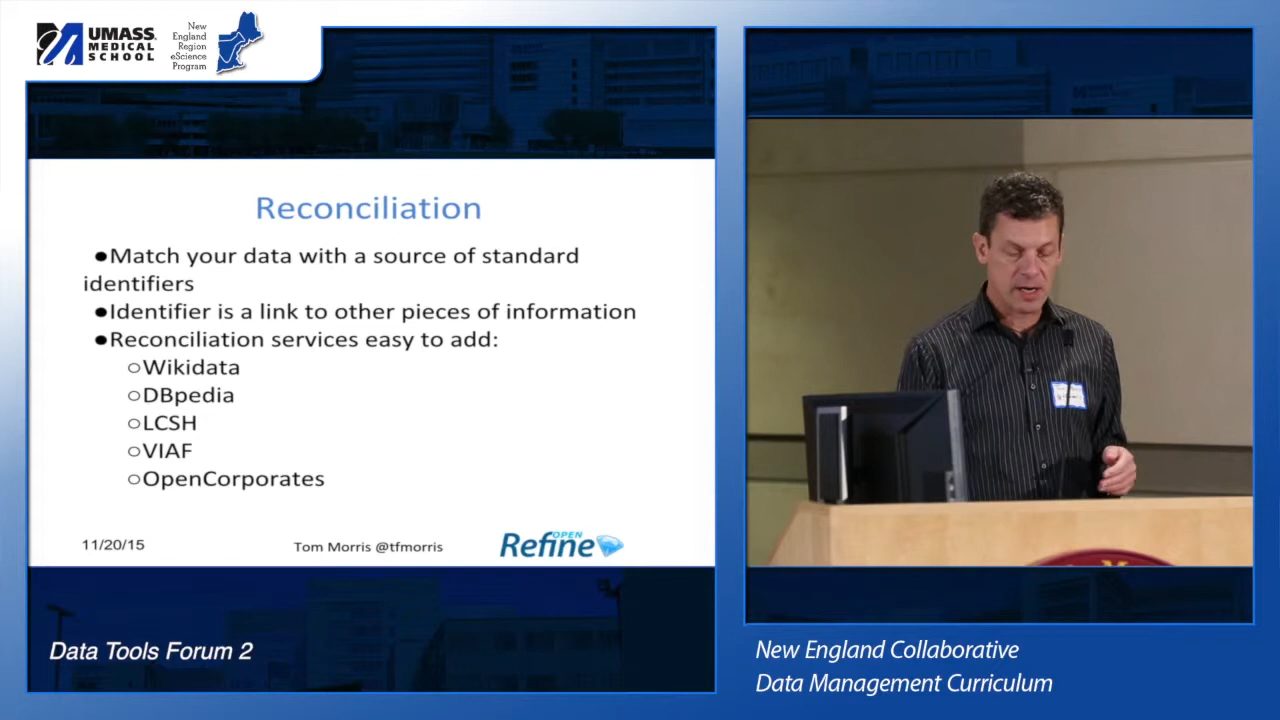 UMASS
MEDICAL
SCHOOL
New
England
Region
eScience
Program
Reconciliation
●Match your data with a source of standard
identifiers
●Identifier is a link to other pieces of information
●Reconciliation services easy to add:
○Wikidata
○DBpedia
○LCSH
○VIAF
○OpenCorporates
11/20/15
Tom Morris @tfmorris
OPEN
Refine
Data Tools Forum 2
New England Collaborative
Data Management Curriculum